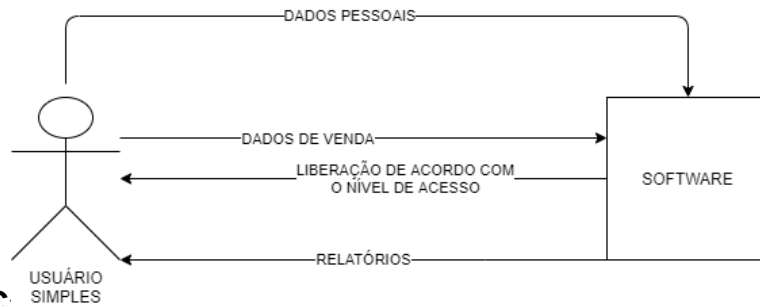 DADOS PESSOAIS
DADOS DE VENDA
LIBERAÇÃO DE ACORDO COM
O NÍVEL DE ACESSO
SOFTWARE
RELATÓRIOS
USUÁRIO
SIMPLES